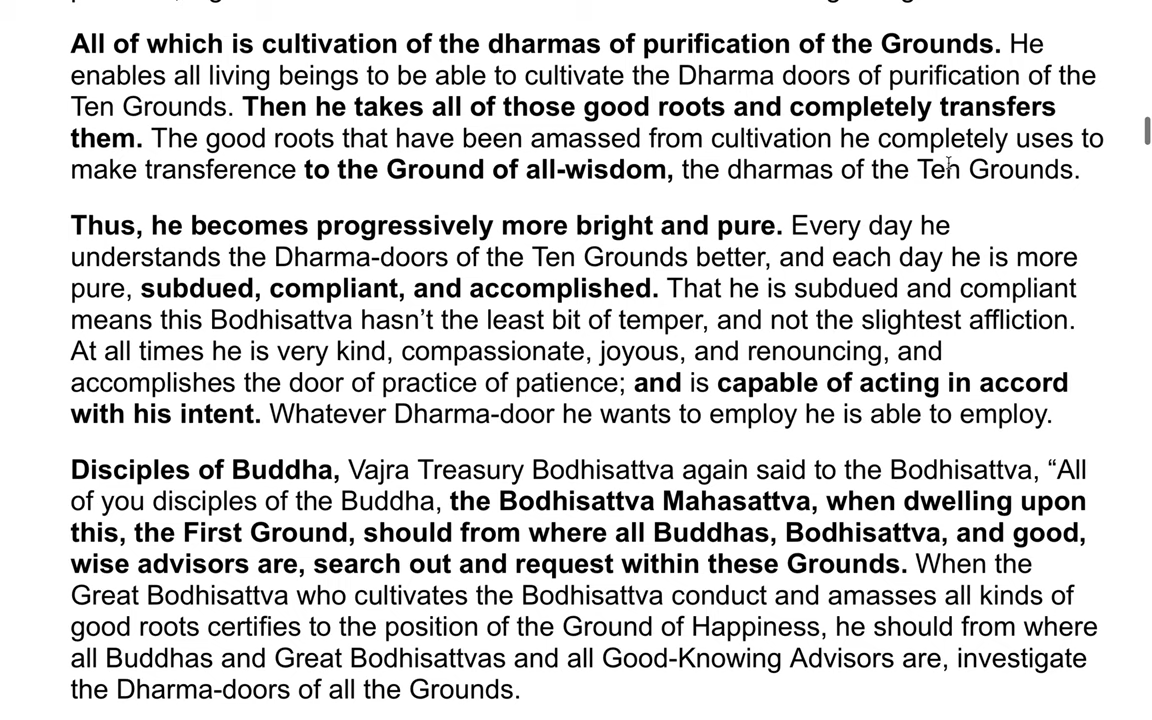 All of which is cultivation of the dharmas of purification of the Grounds. He
enables all living beings to be able to cultivate the Dharma doors of purification of the
Ten Grounds. Then he takes all of those good roots and completely transfers
them. The good roots that have been amassed from cultivation he completely uses to
make transference to the Ground of all-wisdom, the dharmas of the Ten Grounds.
Thus, he becomes progressively more bright and pure. Every day he
understands the Dharma-doors of the Ten Grounds better, and each day he is more
pure, subdued, compliant, and accomplished. That he is subdued and compliant
means this Bodhisattva hasn’t the least bit of temper, and not the slightest affliction.
At all times he is very kind, compassionate, joyous, and renouncing, and
accomplishes the door of practice of patience; and is capable of acting in accord
with his intent. Whatever Dharma-door he wants to employ he is able to employ.
Disciples of Buddha, Vajra Treasury Bodhisattva again said to the Bodhisattva, “All
of you disciples of the Buddha, the Bodhisattva Mahasattva, when dwelling upon
this, the First Ground, should from where all Buddhas, Bodhisattva, and good,
wise advisors are, search out and request within these Grounds. When the
Great Bodhisattva who cultivates the Bodhisattva conduct and amasses all kinds of
good roots certifies to the position of the Ground of Happiness, he should from where
all Buddhas and Great Bodhisattvas and all Good-Knowing Advisors are, investigate
the Dharma-doors of all the Grounds.